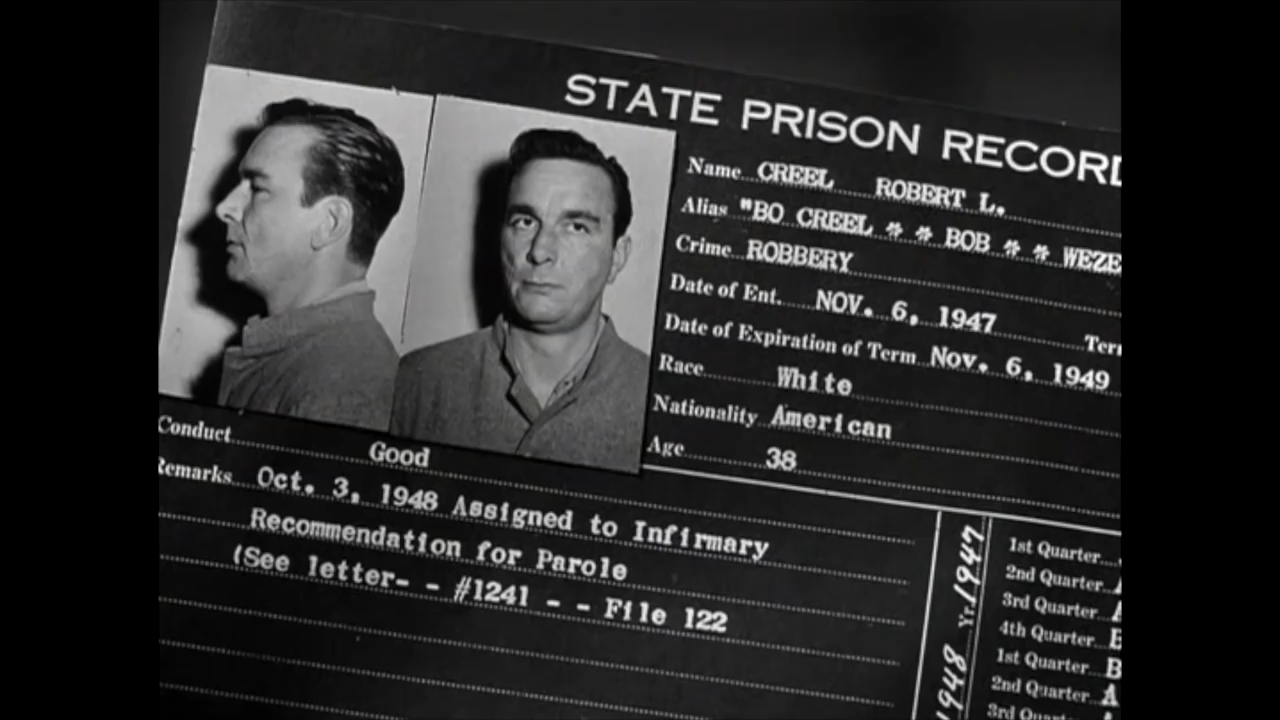 STATE PRISON RECORD
Name CREEL ROBERT L.
Alias "BO CREEL * * BOB * * WEZE
Crime ROBBERY
Date of Ent. NOV. 6, 1947 Ter
Date of Expiration of Term Nov. 6, 1949
Race White
Nationality American
Age 38
Conduct Good
Remarks Oct. 3, 1948 Assigned to Infirmary
Recommendation for Parole
(See letter- - #1241 - - File 122
Yr. 1947
1st Quarter
2nd Quarter A
3rd Quarter A
4th Quarter B
1948
1st Quarter B
2nd Quarter A
3rd Quarter